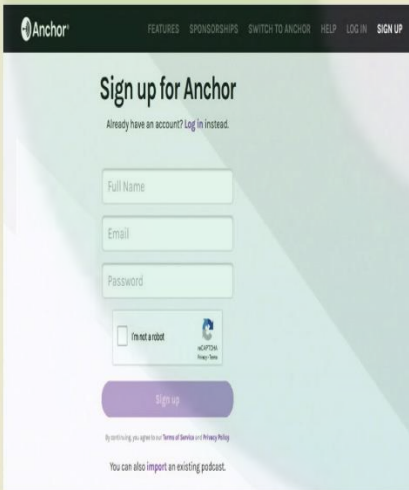 Anchor
FEATURES SPONSORSHIPS SWITCH TO ANCHOR HELP LOG IN SIGN UP
Sign up for Anchor
Already have an account? Log in instead.
Full Name
Email
Password
I'm not a robot
reCAPTCHA
Privacy - Terms
Sign up
By continuing, you agree to our Terms of Service and Privacy Policy
You can also import an existing podcast.